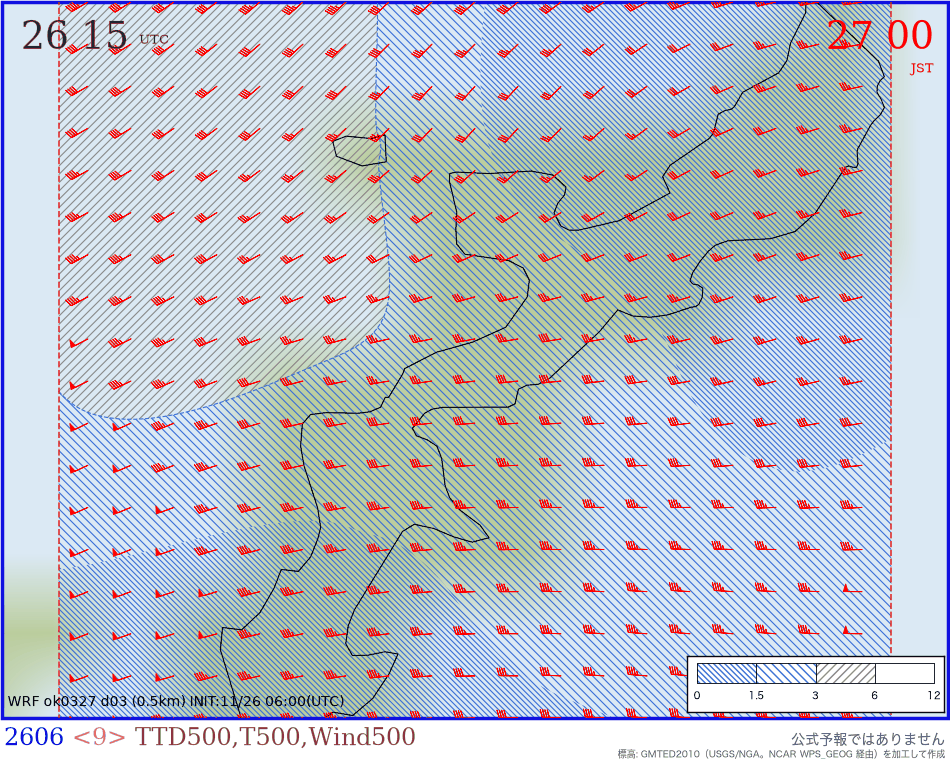 26 15 UTC
27 00
JST
WRF ok0327 d03 (0.5km) INIT:11/26 06:00(UTC)
0 1.5 3 6 12
2606 <9> TTD500,T500,Wind500
公式予報ではありません
標高: GMTED2010（USGS/NGA。NCAR WPS_GEOG 経由）を加工して作成